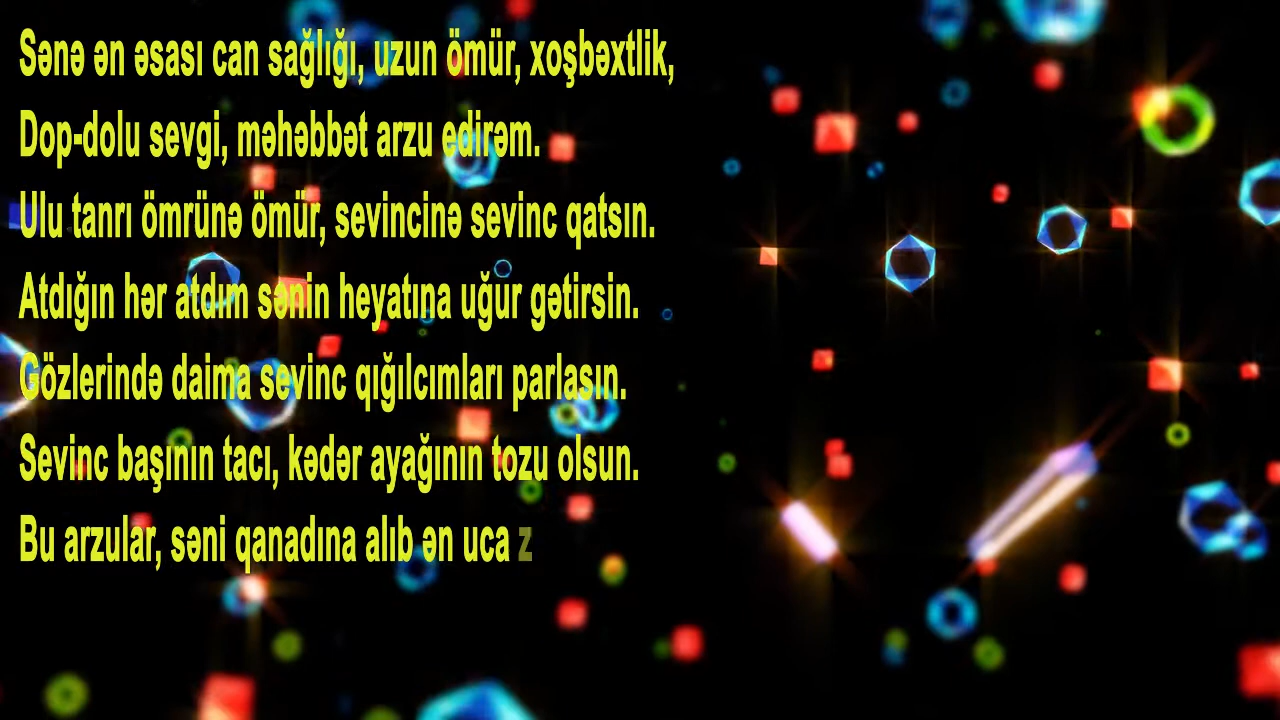 Sənə ən əsası can sağlığı, uzun ömür, xoşbəxtlik,
Dop-dolu sevgi, məhəbbət arzu edirəm.
Ulu tanrı ömrünə ömür, sevincinə sevinc qatsın.
Atdığın hər atdım sənin heyatına uğur gətirsin.
Gözlerində daima sevinc qığılcımları parlasın.
Sevinc başının tacı, kədər ayağının tozu olsun.
Bu arzular, səni qanadına alıb ən uca z